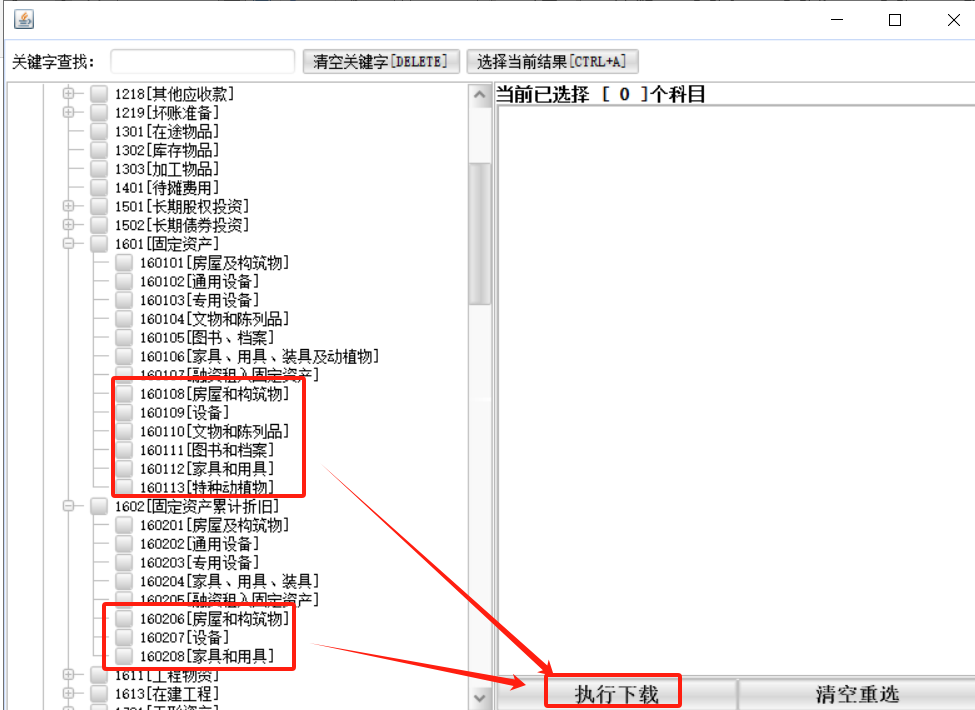 关键字查找: 清空关键字[DELETE] 选择当前结果[CTRL+A]
1218[其他应收款]
1219[坏账准备]
1301[在途物品]
1302[库存物品]
1303[加工物品]
1401[待摊费用]
1501[长期股权投资]
1502[长期债券投资]
1601[固定资产]
160101[房屋及构筑物]
160102[通用设备]
160103[专用设备]
160104[文物和陈列品]
160105[图书、档案]
160106[家具、用具、装具及动植物]
160107[融资租入固定资产]
160108[房屋和构筑物]
160109[设备]
160110[文物和陈列品]
160111[图书和档案]
160112[家具和用具]
160113[特种动植物]
1602[固定资产累计折旧]
160201[房屋及构筑物]
160202[通用设备]
160203[专用设备]
160204[家具、用具、装具]
160205[融资租入固定资产]
160206[房屋和构筑物]
160207[设备]
160208[家具和用具]
1611[工程物资]
1613[在建工程]
当前已选择 [ 0 ]个科目
执行下载 清空重选